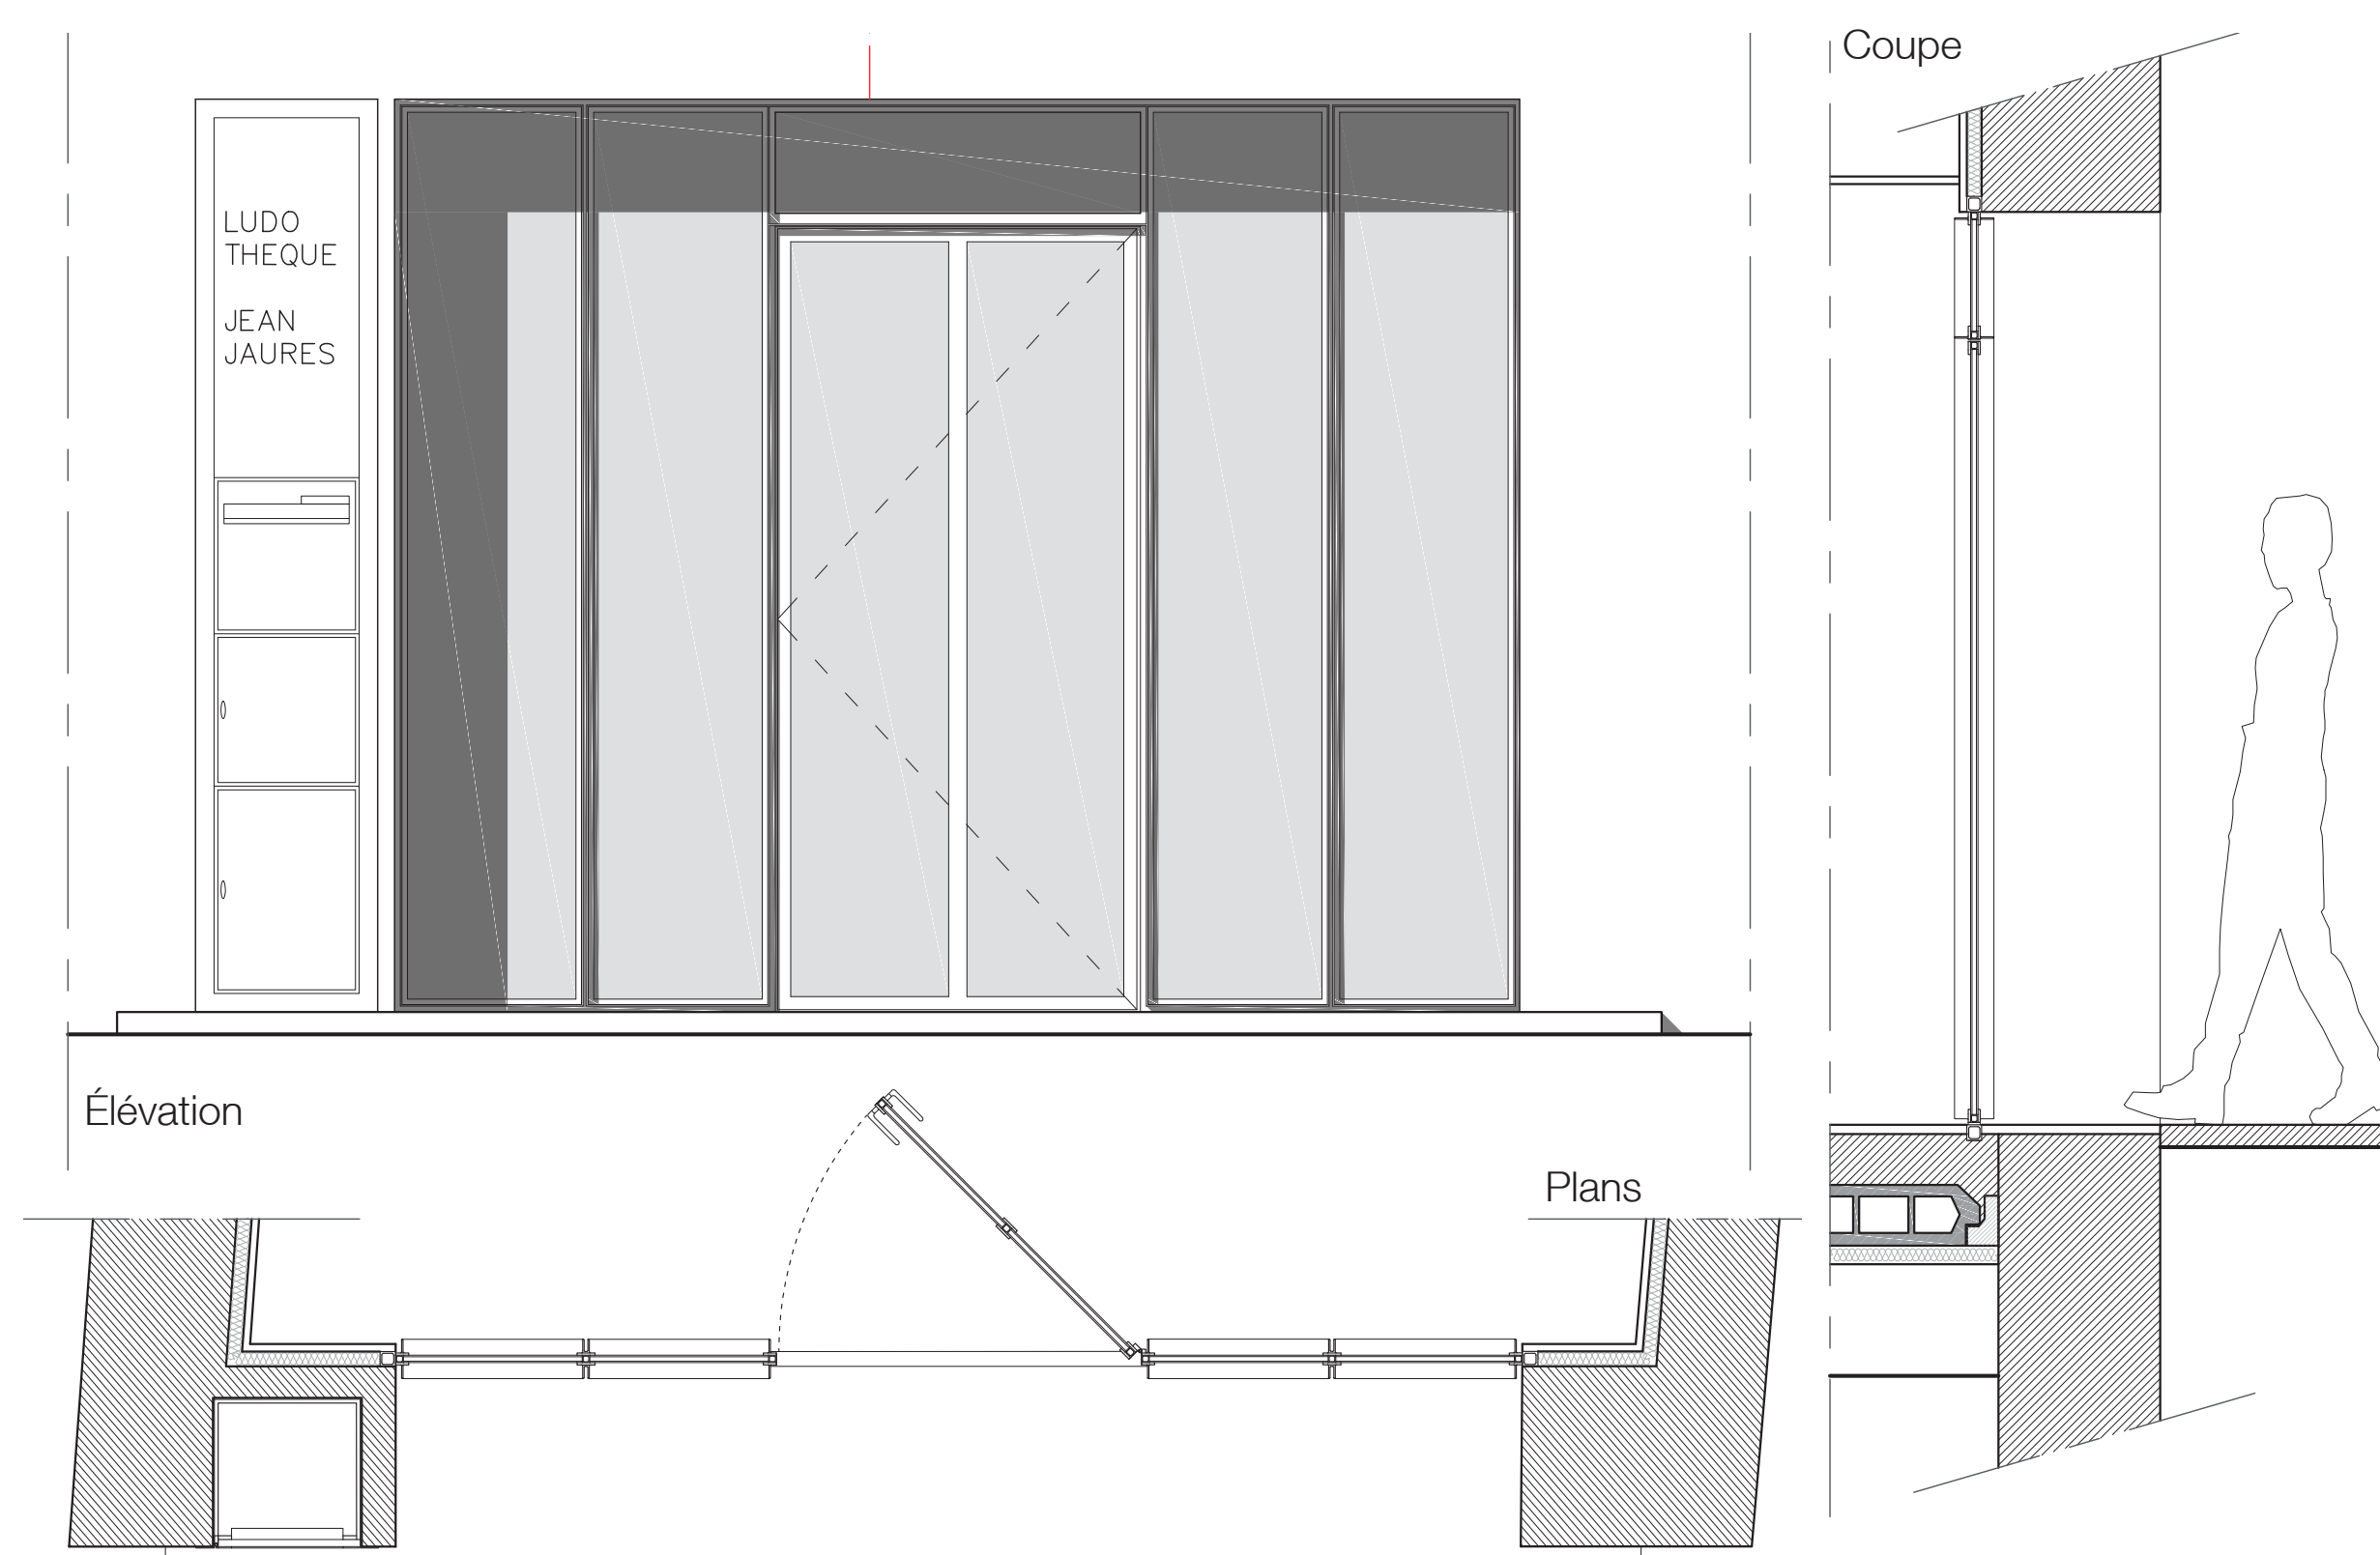 Coupe
LUDO
THEQUE
JEAN
JAURES
Élévation
Plans